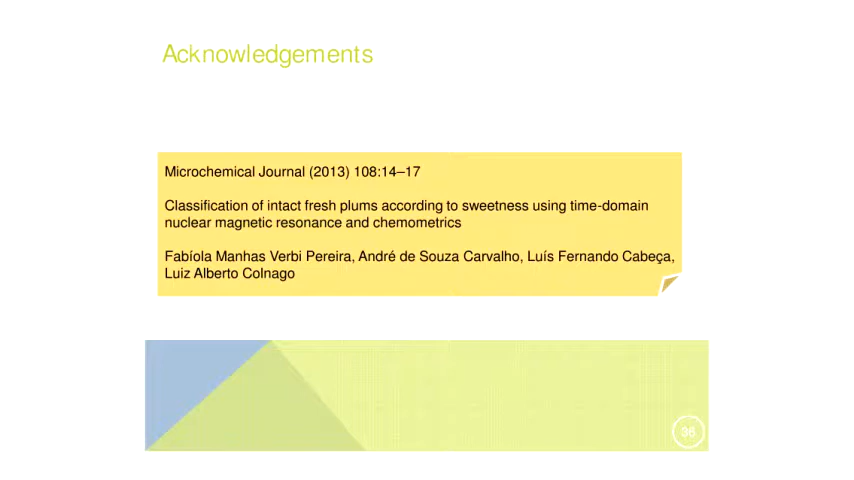 Acknowledgements
Microchemical Journal (2013) 108:14–17
Classification of intact fresh plums according to sweetness using time-domain
nuclear magnetic resonance and chemometrics
Fabíola Manhas Verbi Pereira, André de Souza Carvalho, Luís Fernando Cabeça,
Luiz Alberto Colnago
36